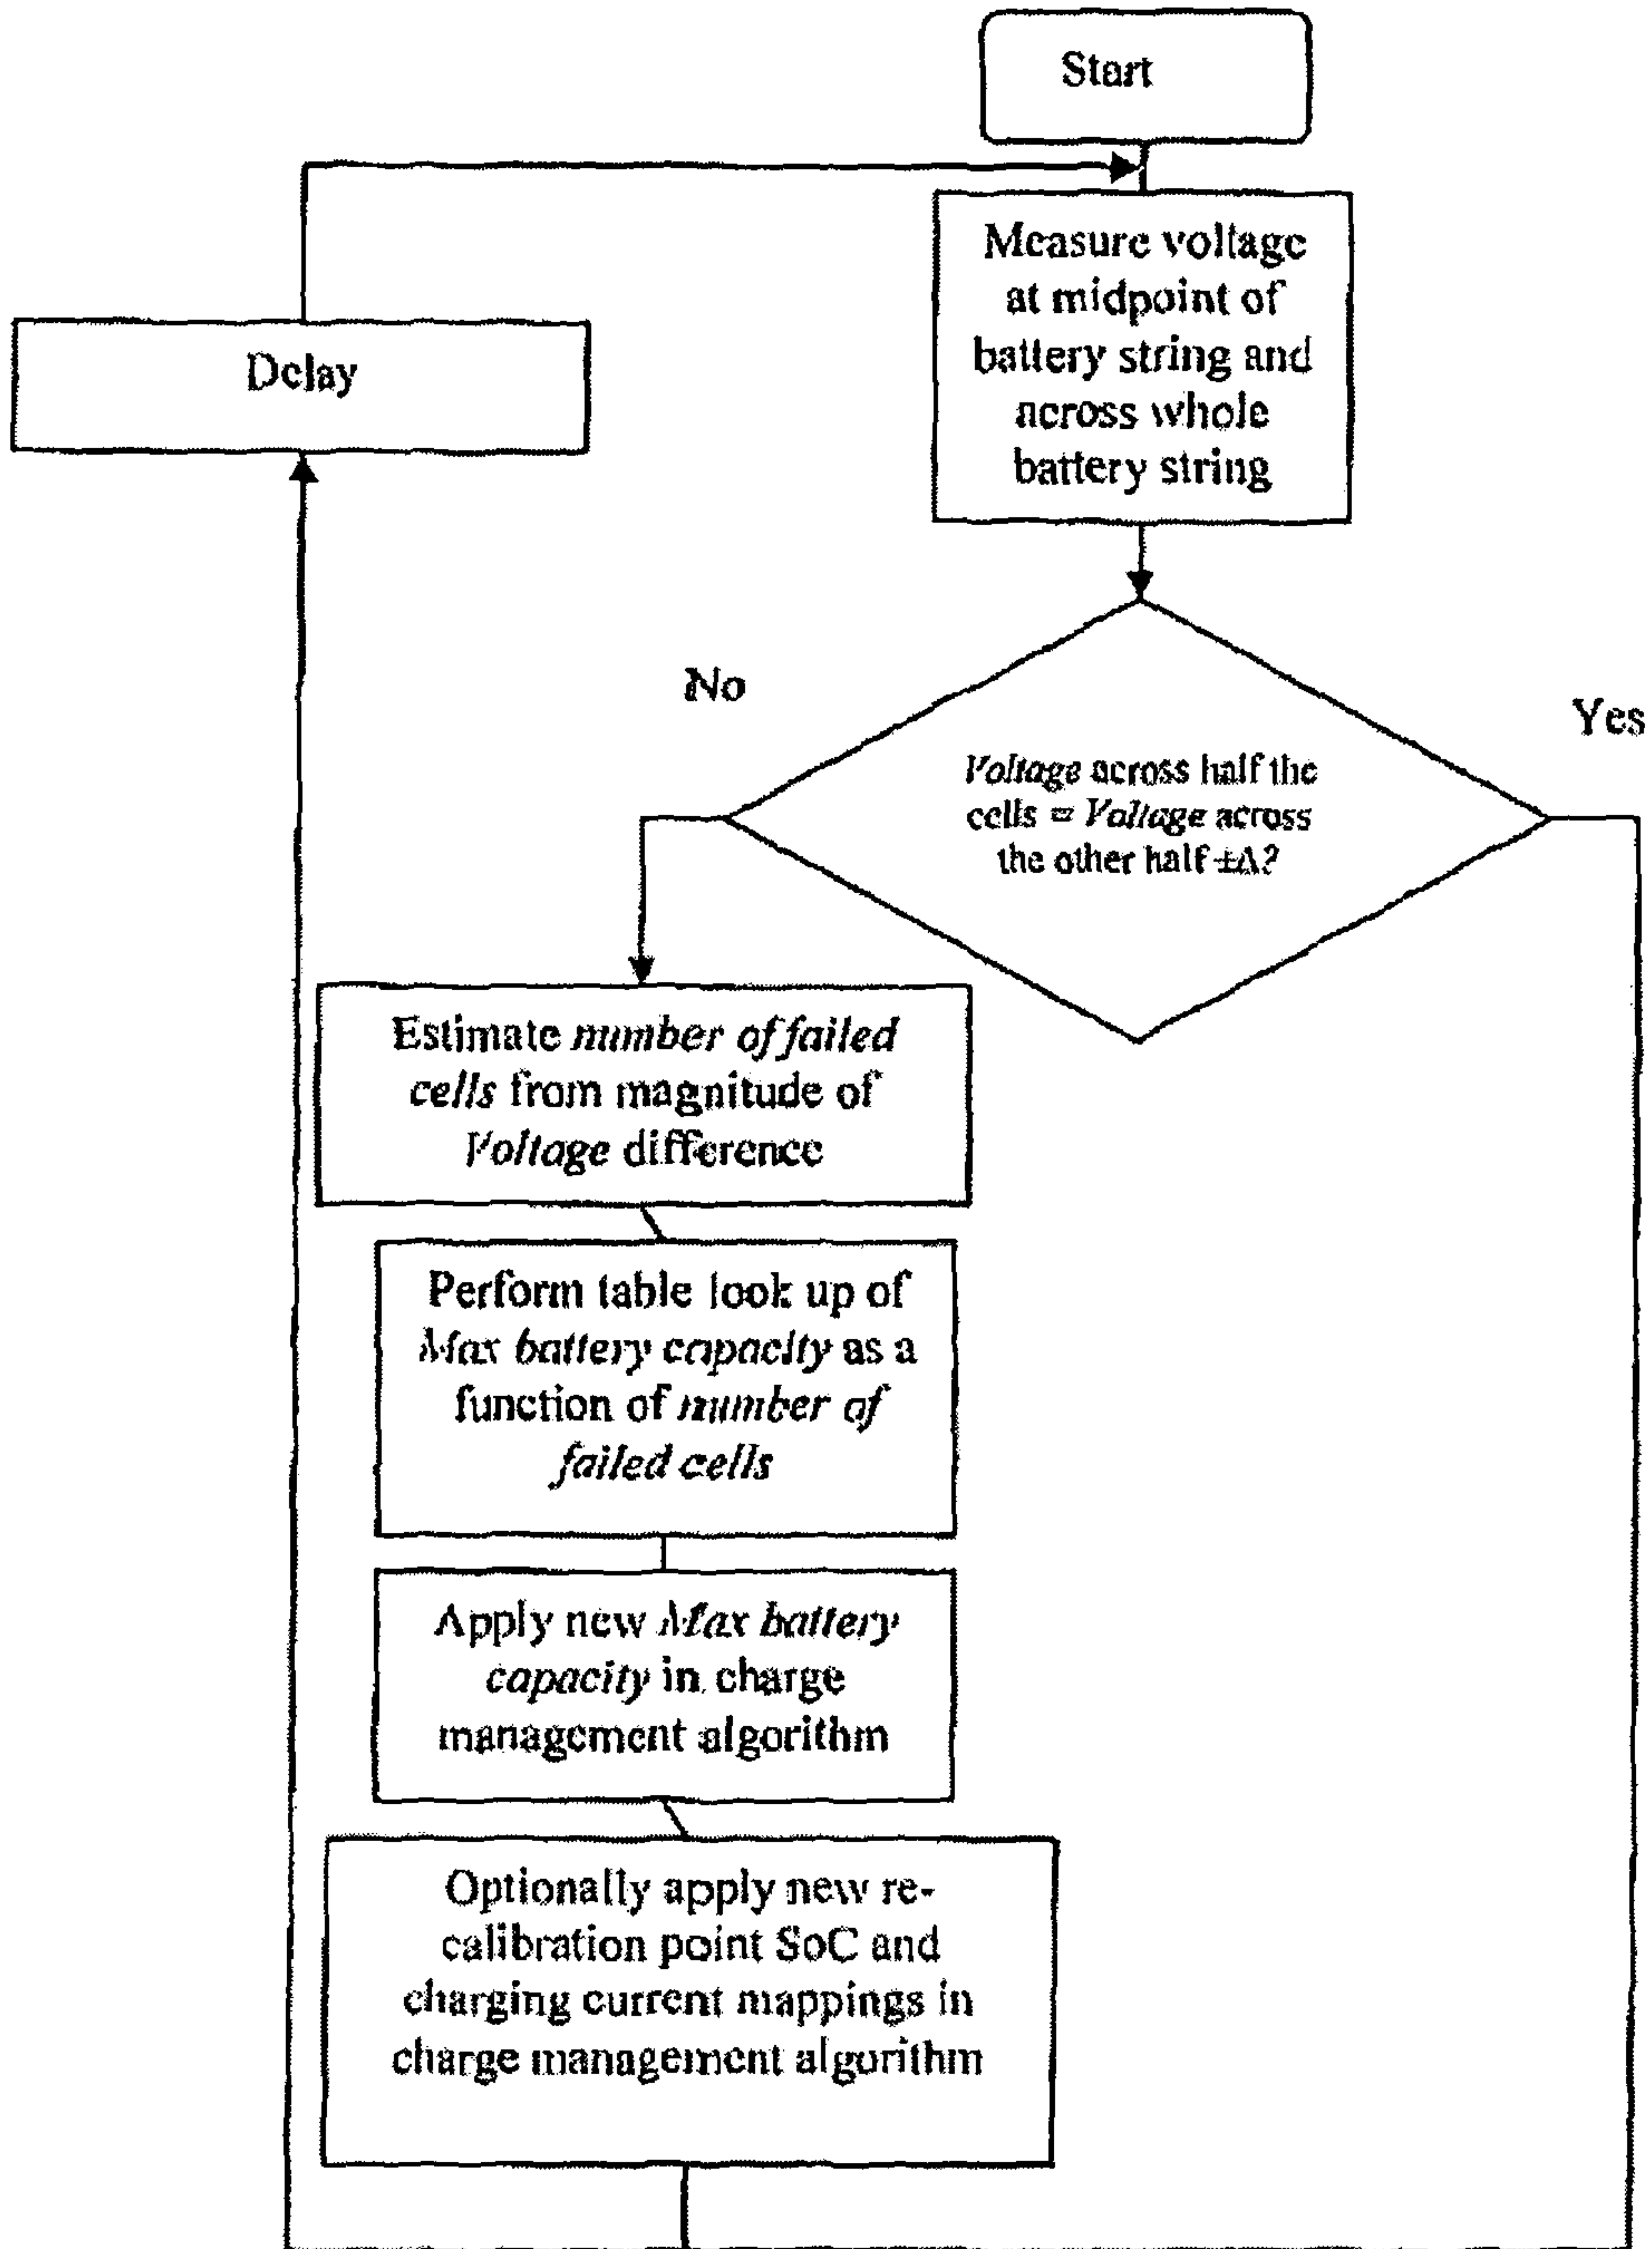 Start
Measure voltage
at midpoint of
battery string and
across whole
battery string
Delay
No
Yes
Voltage across half the
cells = Voltage across
the other half ±Δ?
Estimate number of failed
cells from magnitude of
Voltage difference
Perform table look up of
Max battery capacity as a
function of number of
failed cells
Apply new Max battery
capacity in charge
management algorithm
Optionally apply new re-
calibration point SoC and
charging current mappings in
charge management algorithm